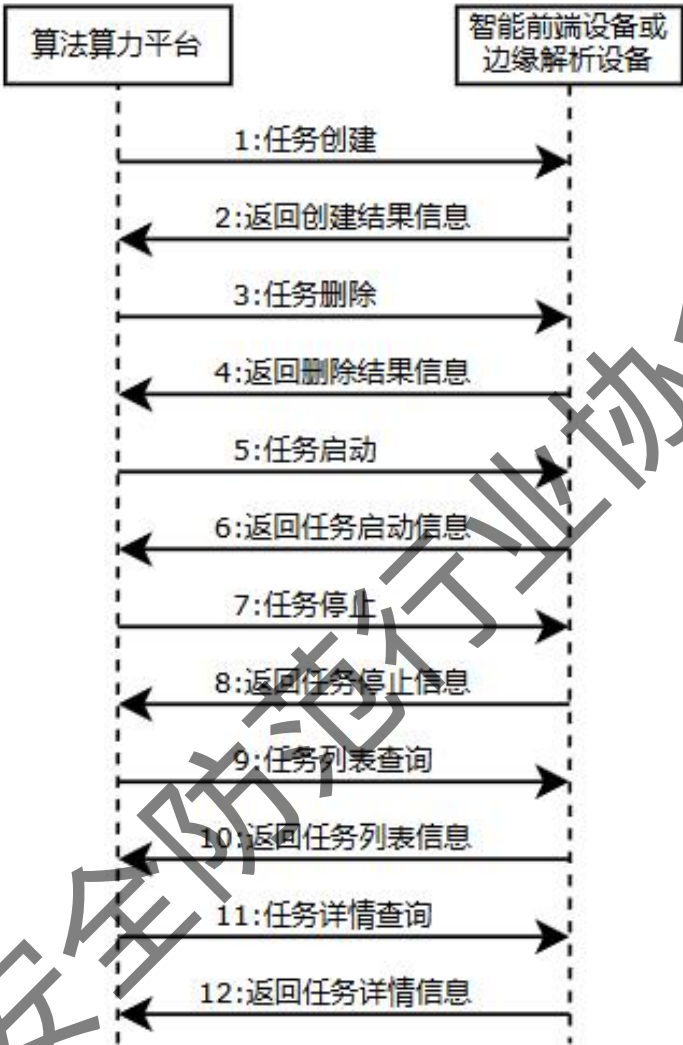 算法算力平台
智能前端设备或
边缘解析设备
1:任务创建
2:返回创建结果信息
3:任务删除
4:返回删除结果信息
5:任务启动
6:返回任务启动信息
7:任务停止
8:返回任务停止信息
9:任务列表查询
10:返回任务列表信息
11:任务详情查询
12:返回任务详情信息
安全防范行业协